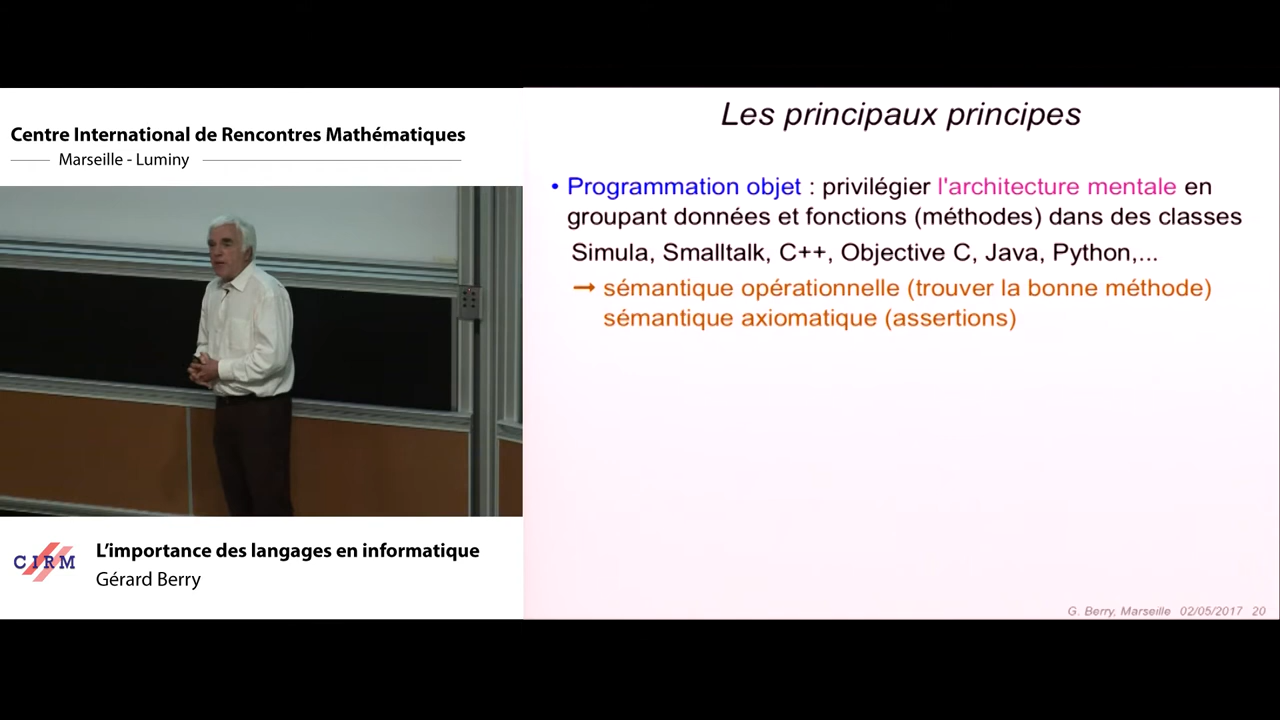 Centre International de Rencontres Mathématiques
Marseille - Luminy
CIRM
L'importance des langages en informatique
Gérard Berry
Les principaux principes
• Programmation objet : privilégier l'architecture mentale en
groupant données et fonctions (méthodes) dans des classes
Simula, Smalltalk, C++, Objective C, Java, Python,...
→ sémantique opérationnelle (trouver la bonne méthode)
sémantique axiomatique (assertions)
G. Berry, Marseille 02/05/2017 20